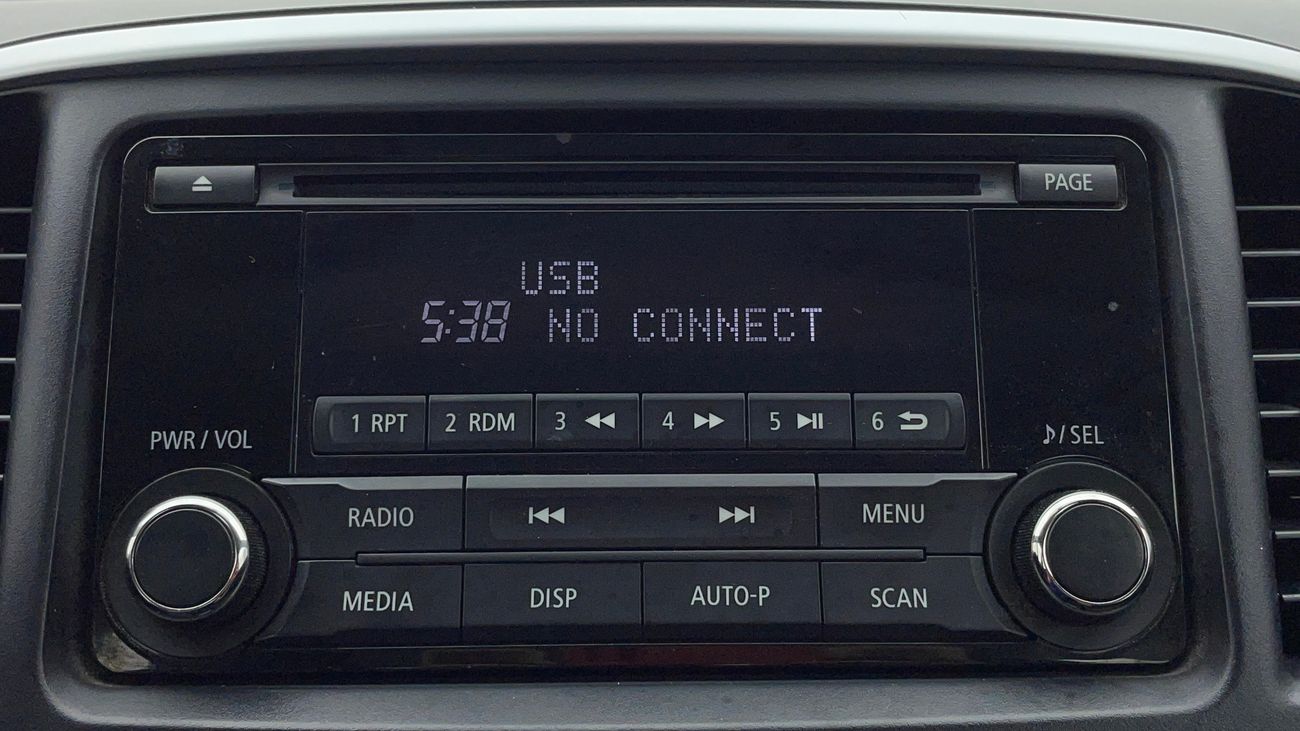 PAGE
USB
5:38 NO CONNECT
1 RPT 2 RDM 3 4 5 6
PWR / VOL
♪/ SEL
RADIO
MENU
MEDIA DISP AUTO-P SCAN